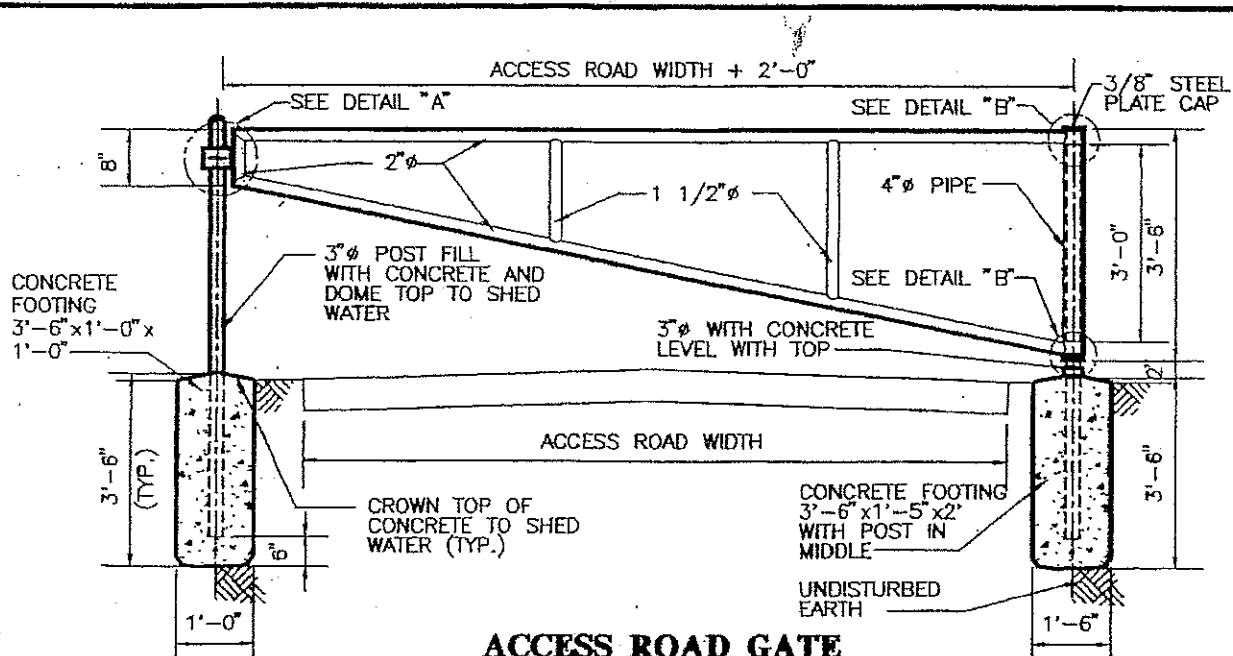 ACCESS ROAD WIDTH + 2'-0"
SEE DETAIL "A"
SEE DETAIL "B"
3/8" STEEL
PLATE CAP
8"
2"ø
1 1/2"ø
4"ø PIPE
3'-0"
3'-6"
3"ø POST FILL
WITH CONCRETE AND
DOME TOP TO SHED
WATER
CONCRETE
FOOTING
3'-6"x1'-0"x
1'-0"
SEE DETAIL "B"
3"ø WITH CONCRETE
LEVEL WITH TOP
2'
ACCESS ROAD WIDTH
3'-6"
(TYP.)
CROWN TOP OF
CONCRETE TO SHED
WATER (TYP.)
6"
CONCRETE FOOTING
3'-6"x1'-5"x2'
WITH POST IN
MIDDLE
3'-6"
UNDISTURBED
EARTH
1'-0"
1'-6"
ACCESS ROAD GATE